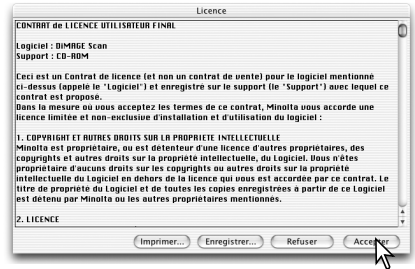 Licence
CONTRAT de LICENCE UTILISATEUR FINAL
Logiciel : DiMAGE Scan
Support : CD-ROM
Ceci est un Contrat de licence (et non un contrat de vente) pour le logiciel mentionné
ci-dessus (appelé le "Logiciel") et enregistré sur le support (le "Support") avec lequel ce
contrat est proposé.
Dans la mesure où vous acceptez les termes de ce contrat, Minolta vous accorde une
licence limitée et non-exclusive d'installation et d'utilisation du logiciel :
1. COPYRIGHT ET AUTRES DROITS SUR LA PROPRIETE INTELLECTUELLE
Minolta est propriétaire, ou est détenteur d'une licence d'autres propriétaires, des
copyrights et autres droits sur la propriété intellectuelle, du Logiciel. Vous n'êtes
propriétaire d'aucuns droits sur les copyrights ou autres droits sur la propriété
intellectuelle du Logiciel en dehors de la licence qui vous est accordée par ce contrat. Le
titre de propriété du Logiciel et de toutes les copies enregistrées à partir de ce Logiciel
est détenu par Minolta ou les autres propriétaires mentionnés.
2. LICENCE
Imprimer... Enregistrer... Refuser Accepter